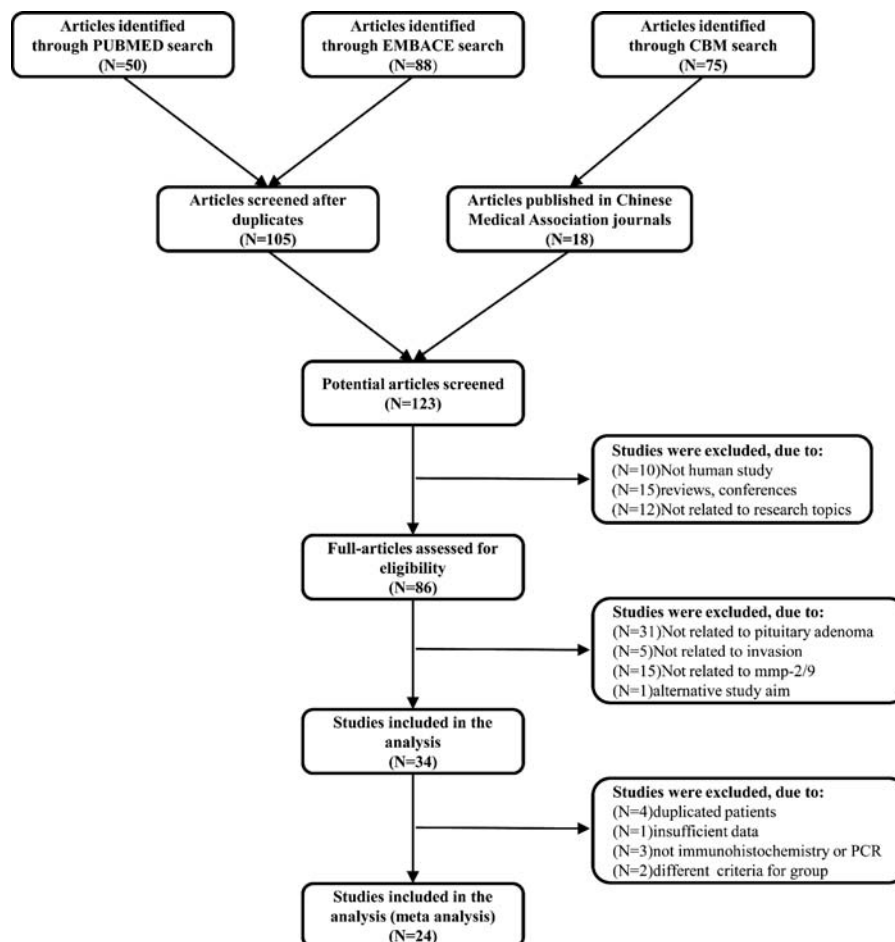 Articles identified
through PUBMED search
(N=50)
Articles identified
through EMBACE search
(N=88)
Articles identified
through CBM search
(N=75)
Articles screened after
duplicates
(N=105)
Articles published in Chinese
Medical Association journals
(N=18)
Potential articles screened
(N=123)
Studies were excluded, due to:
(N=10)Not human study
(N=15)reviews, conferences
(N=12)Not related to research topics
Full-articles assessed for
eligibility
(N=86)
Studies were excluded, due to:
(N=31)Not related to pituitary adenoma
(N=5)Not related to invasion
(N=15)Not related to mmp-2/9
(N=1)alternative study aim
Studies included in the
analysis
(N=34)
Studies were excluded, due to:
(N=4)duplicated patients
(N=1)insufficient data
(N=3)not immunohistochemistry or PCR
(N=2)different criteria for group
Studies included in the
analysis (meta analysis)
(N=24)